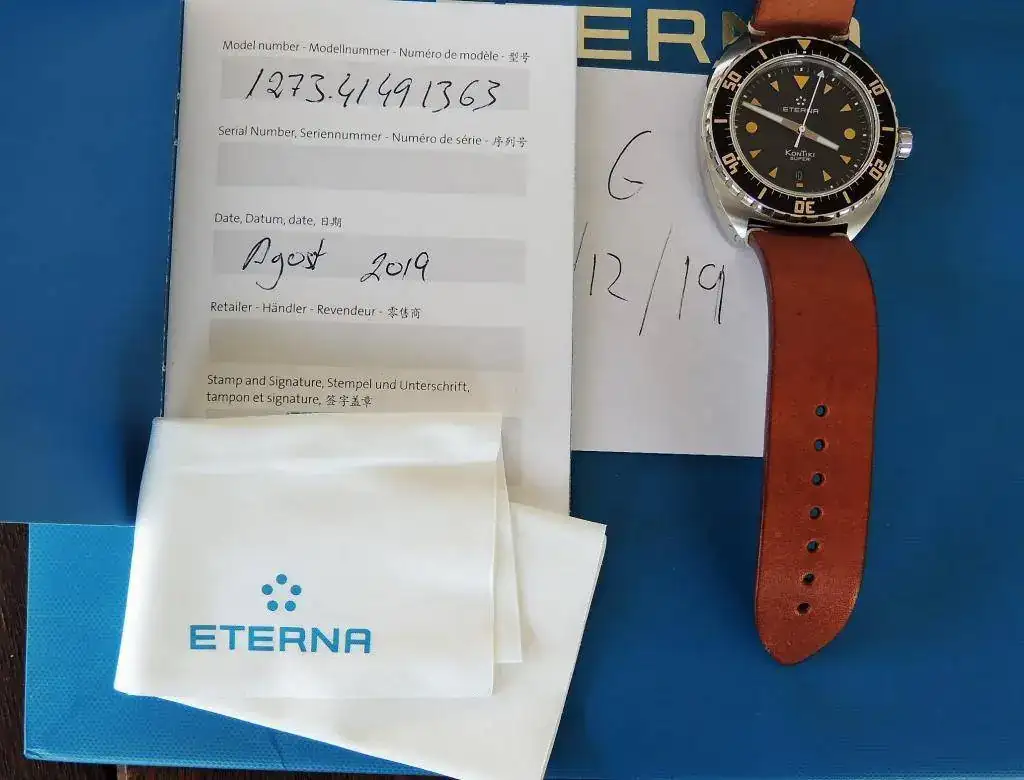 Model number - Modellnummer - Numéro de modèle - 型号
1273.41491363
Serial Number, Seriennummer - Numéro de série - 序列号
Date, Datum, date, 日期
Agost 2019
Retailer - Händler - Revendeur - 零售商
Stamp and Signature, Stempel und Unterschrift,
tampon et signature, 签字盖章
ETERNA
G
/12/19
ETERN
10
20
30
40
50
ETERNA
KONTIKI
SUPER